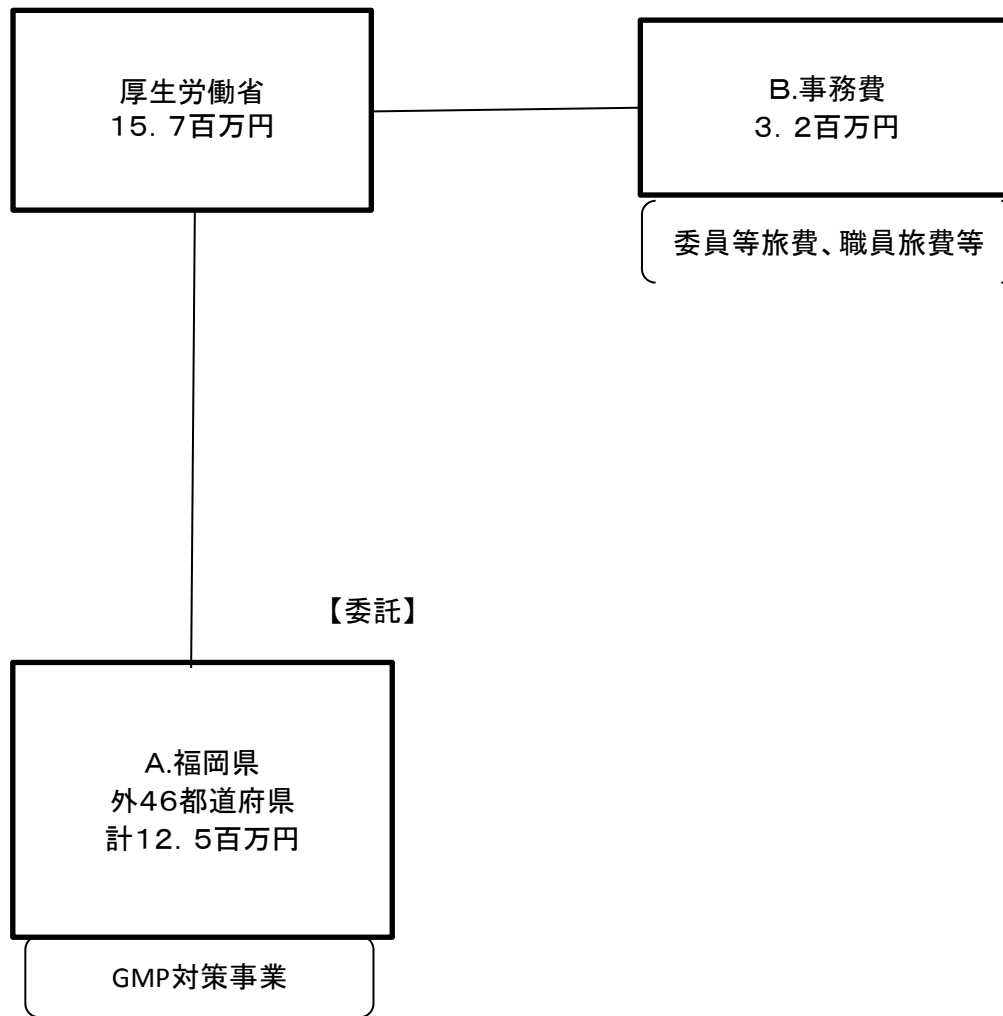 厚生労働省
15．7百万円
B.事務費
3．2百万円
委員等旅費、職員旅費等
【委託】
A.福岡県
外46都道府県
計12．5百万円
GMP対策事業